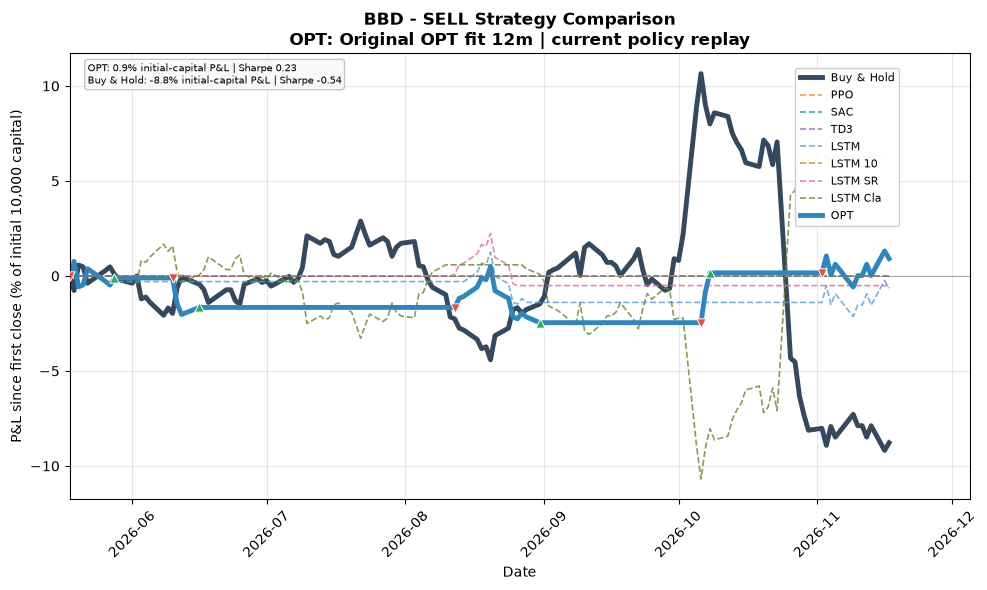 BBD - SELL Strategy Comparison
OPT: Original OPT fit 12m | current policy replay
OPT: 0.9% initial-capital P&L | Sharpe 0.23
Buy & Hold: -8.8% initial-capital P&L | Sharpe -0.54
Buy & Hold
PPO
SAC
TD3
LSTM
LSTM 10
LSTM SR
LSTM Cla
OPT
P&L since first close (% of initial 10,000 capital)
10
5
0
−5
−10
2026-06
2026-07
2026-08
2026-09
2026-10
2026-11
2026-12
Date